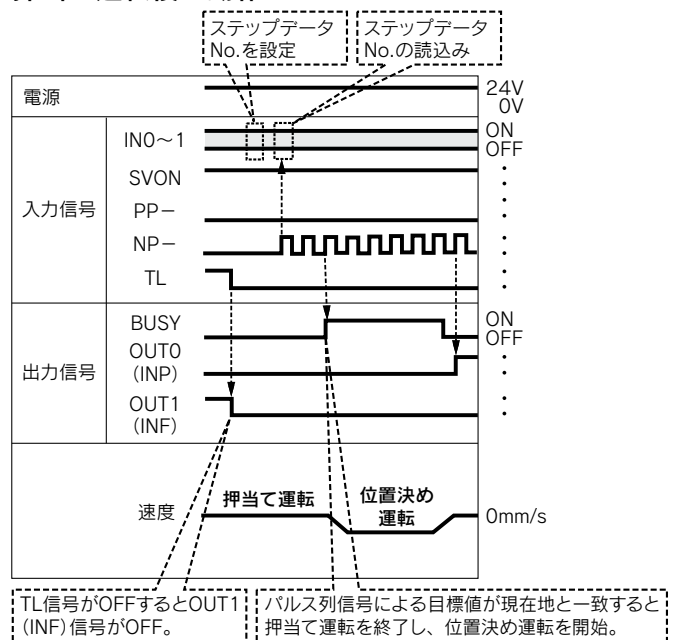 ステップデータ
No.を設定
ステップデータ
No.の読込み
電源
24V
0V
入力信号
IN0～1
ON
OFF
SVON
PP－
NP－
TL
出力信号
BUSY
ON
OFF
OUT0
(INP)
OUT1
(INF)
速度
押当て運転
位置決め
運転
0mm/s
TL信号がOFFするとOUT1
(INF)信号がOFF。
パルス列信号による目標値が現在地と一致すると
押当て運転を終了し、位置決め運転を開始。